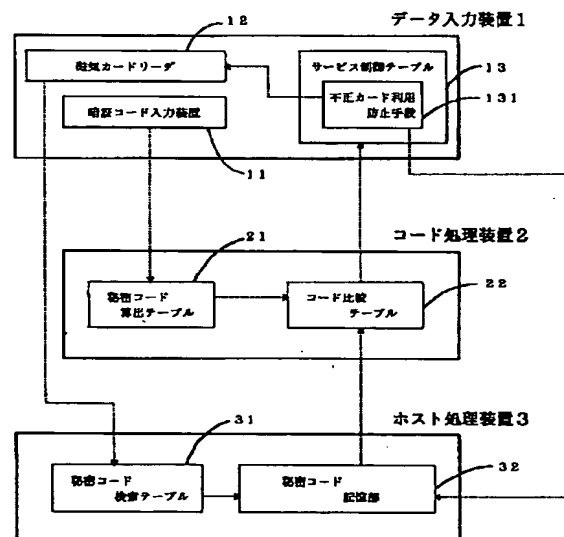 データ入力装置1
12
磁気カードリーダ
サービス制御テーブル
13
不正カード利用
防止手段
131
暗証コード入力装置
11
コード処理装置2
21
秘密コード
算出テーブル
コード比較
テーブル
22
ホスト処理装置3
31
秘密コード
検索テーブル
秘密コード
記憶部
32